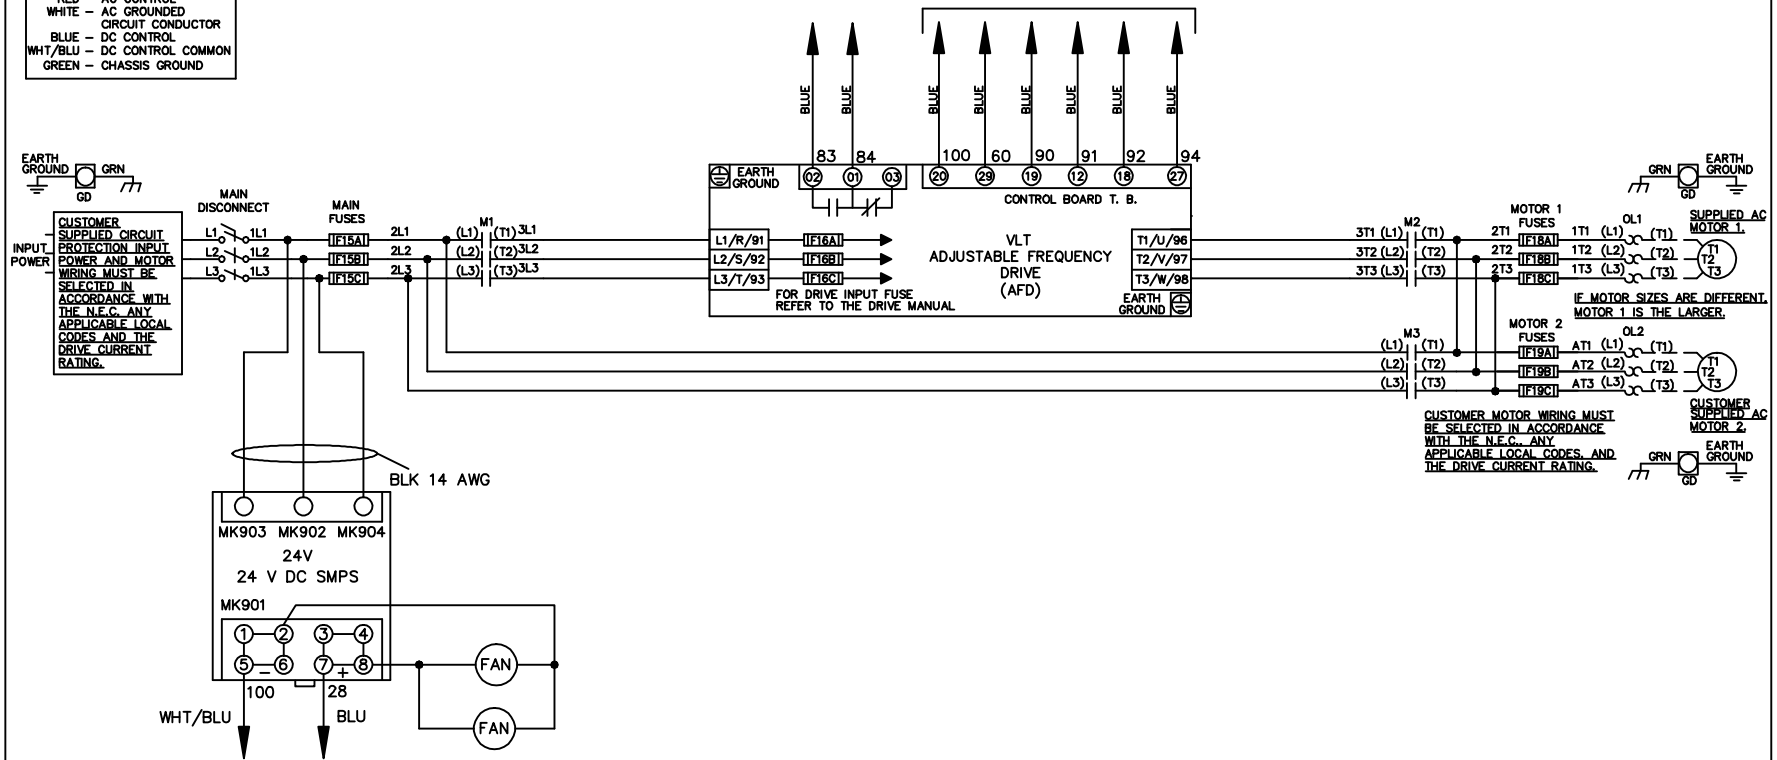 WHITE – AC GROUNDED
CIRCUIT CONDUCTOR
BLUE – DC CONTROL
WHT/BLU – DC CONTROL COMMON
GREEN – CHASSIS GROUND
BLUE BLUE BLUE BLUE BLUE BLUE BLUE BLUE
83 84 100 60 90 91 92 94
EARTH
GROUND
GRN
GD
EARTH
GROUND
02 01 03 20 29 19 12 18 27
CONTROL BOARD T. B.
GRN
EARTH
GROUND
GD
MAIN
DISCONNECT
MAIN
FUSES
INPUT
POWER
CUSTOMER
SUPPLIED CIRCUIT
PROTECTION INPUT
POWER AND MOTOR
WIRING MUST BE
SELECTED IN
ACCORDANCE WITH
THE N.E.C. ANY
APPLICABLE LOCAL
CODES AND THE
DRIVE CURRENT
RATING.
M1
L1 1L1 F15A 2L1 (L1) (T1) 3L1 L1/R/91 F16A
L2 1L2 F15B 2L2 (L2) (T2) 3L2 L2/S/92 F16B
L3 1L3 F15C 2L3 (L3) (T3) 3L3 L3/T/93 F16C
FOR DRIVE INPUT FUSE
REFER TO THE DRIVE MANUAL
VLT
ADJUSTABLE FREQUENCY
DRIVE
(AFD)
EARTH
GROUND
M2
MOTOR 1
FUSES
OL1
SUPPLIED AC
MOTOR 1.
T1/U/96 3T1 (L1) (T1) 2T1 F18A 1T1 (L1) (T1) T1
T2/V/97 3T2 (L2) (T2) 2T2 F18B 1T2 (L2) (T2) T2
T3/W/98 3T3 (L3) (T3) 2T3 F18C 1T3 (L3) (T3) T3
IF MOTOR SIZES ARE DIFFERENT.
MOTOR 1 IS THE LARGER.
M3
MOTOR 2
FUSES
OL2
(L1) (T1) F19A AT1 (L1) (T1) T1
(L2) (T2) F19B AT2 (L2) (T2) T2
(L3) (T3) F19C AT3 (L3) (T3) T3
CUSTOMER
SUPPLIED AC
MOTOR 2.
CUSTOMER MOTOR WIRING MUST
BE SELECTED IN ACCORDANCE
WITH THE N.E.C.. ANY
APPLICABLE LOCAL CODES. AND
THE DRIVE CURRENT RATING.
GRN
EARTH
GROUND
GD
BLK 14 AWG
MK903 MK902 MK904
24V
24 V DC SMPS
MK901
1 2 3 4
5 6 7 8
– +
FAN
FAN
100 28
WHT/BLU BLU